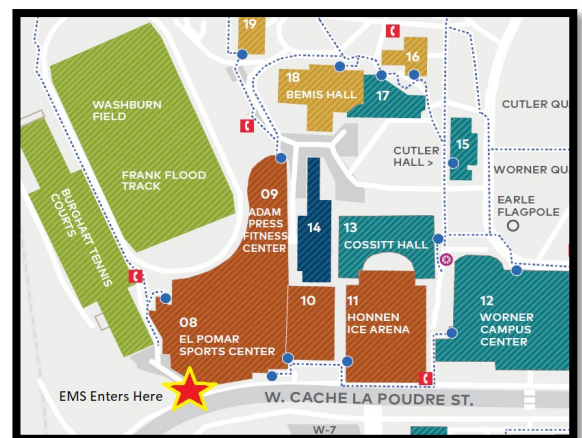 19
16
18
BEMIS HALL
17
WASHBURN
FIELD
CUTLER QU
CUTLER
HALL >
15
WORNER QU
FRANK FLOOD
TRACK
BURGHART TENNIS
COURTS
EARLE
FLAGPOLE
09
ADAM
PRESS
FITNESS
CENTER
14
13
COSSITT HALL
08
EL POMAR
SPORTS CENTER
10
11
HONNEN
ICE ARENA
12
WORNER
CAMPUS
CENTER
EMS Enters Here
W. CACHE LA POUDRE ST.
W-7